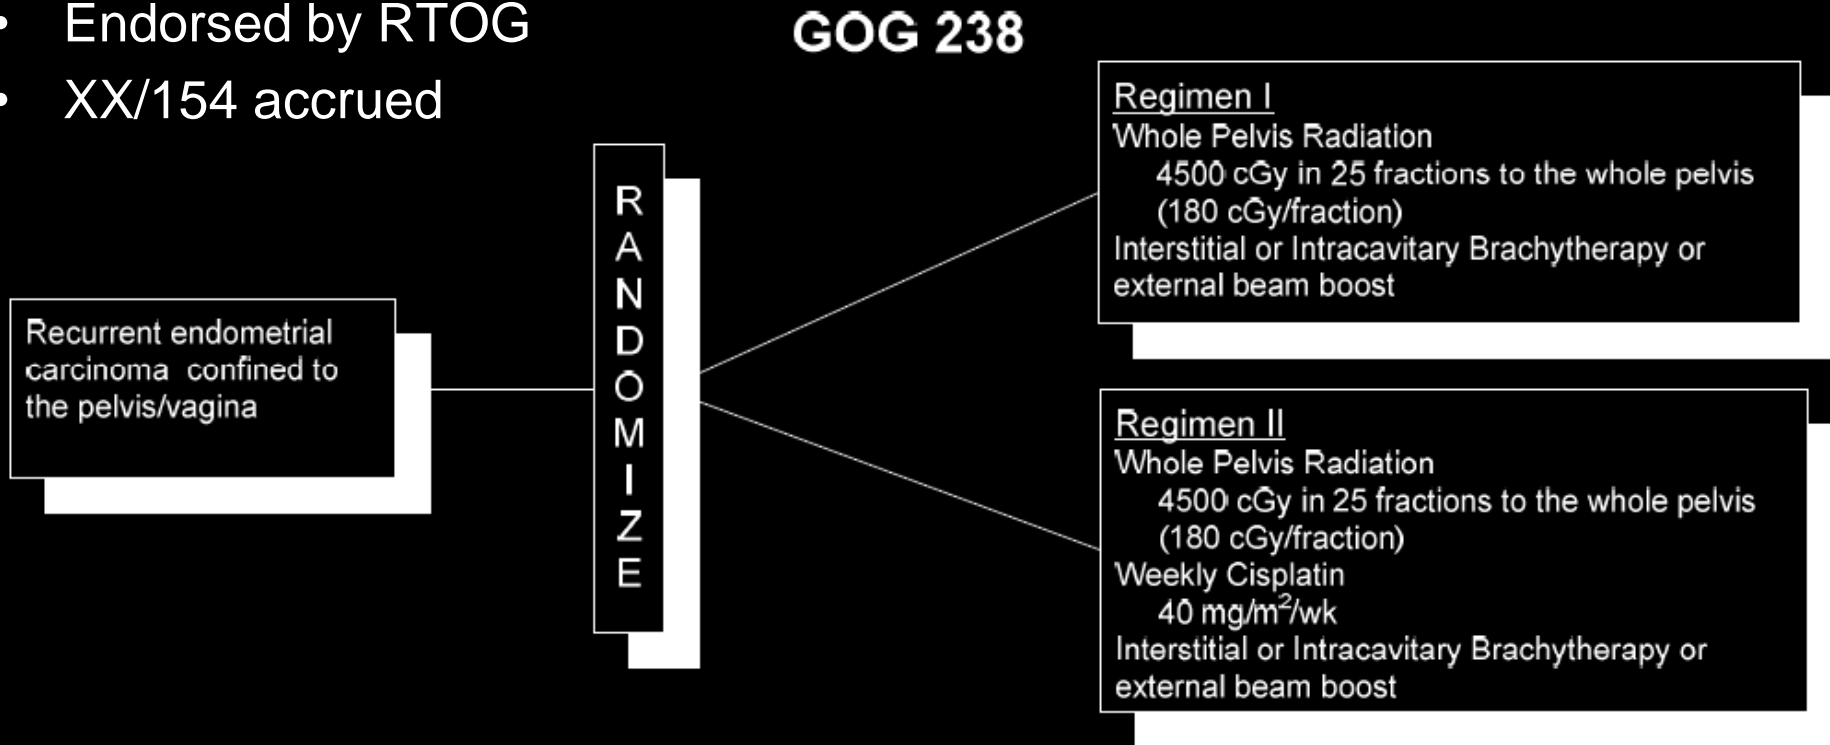 • Endorsed by RTOG
• XX/154 accrued
GOG 238
Recurrent endometrial
carcinoma confined to
the pelvis/vagina
R
A
N
D
O
M
I
Z
E
Regimen I
Whole Pelvis Radiation
4500 cGy in 25 fractions to the whole pelvis
(180 cGy/fraction)
Interstitial or Intracavitary Brachytherapy or
external beam boost
Regimen II
Whole Pelvis Radiation
4500 cGy in 25 fractions to the whole pelvis
(180 cGy/fraction)
Weekly Cisplatin
40 mg/m²/wk
Interstitial or Intracavitary Brachytherapy or
external beam boost